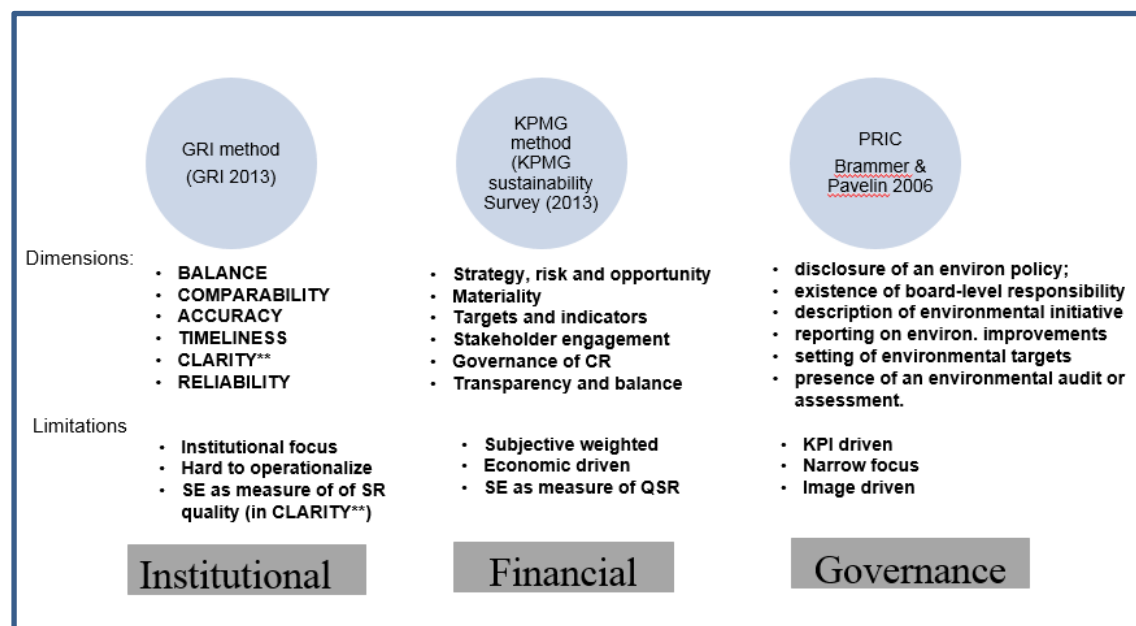 GRI method
(GRI 2013)
KPMG
method
(KPMG
sustainability
Survey (2013)
PRIC
Brammer &
Pavelin 2006
Dimensions:
• BALANCE
• COMPARABILITY
• ACCURACY
• TIMELINESS
• CLARITY**
• RELIABILITY
• Strategy, risk and opportunity
• Materiality
• Targets and indicators
• Stakeholder engagement
• Governance of CR
• Transparency and balance
• disclosure of an environ policy;
• existence of board-level responsibility
• description of environmental initiative
• reporting on environ. improvements
• setting of environmental targets
• presence of an environmental audit or
assessment.
Limitations
• Institutional focus
• Hard to operationalize
• SE as measure of of SR
quality (in CLARITY**)
• Subjective weighted
• Economic driven
• SE as measure of QSR
• KPI driven
• Narrow focus
• Image driven
Institutional
Financial
Governance